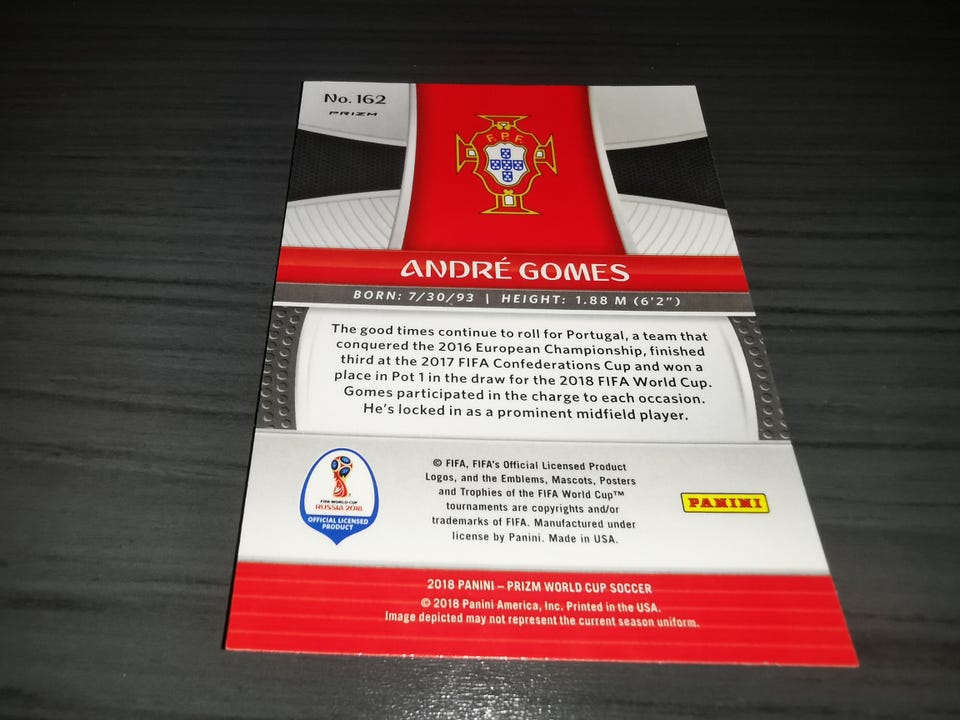 No. 162
PRIZM
F.P.F.
ANDRÉ GOMES
BORN: 7/30/93 | HEIGHT: 1.88 M (6'2")
The good times continue to roll for Portugal, a team that
conquered the 2016 European Championship, finished
third at the 2017 FIFA Confederations Cup and won a
place in Pot 1 in the draw for the 2018 FIFA World Cup.
Gomes participated in the charge to each occasion.
He's locked in as a prominent midfield player.
FIFA WORLD CUP
RUSSIA 2018
OFFICIAL LICENSED
PRODUCT
© FIFA, FIFA's Official Licensed Product
Logos, and the Emblems, Mascots, Posters
and Trophies of the FIFA World Cup™
tournaments are copyrights and/or
trademarks of FIFA. Manufactured under
license by Panini. Made in USA.
PANINI
2018 PANINI – PRIZM WORLD CUP SOCCER
© 2018 Panini America, Inc. Printed in the USA.
Image depicted may not represent the current season uniform.